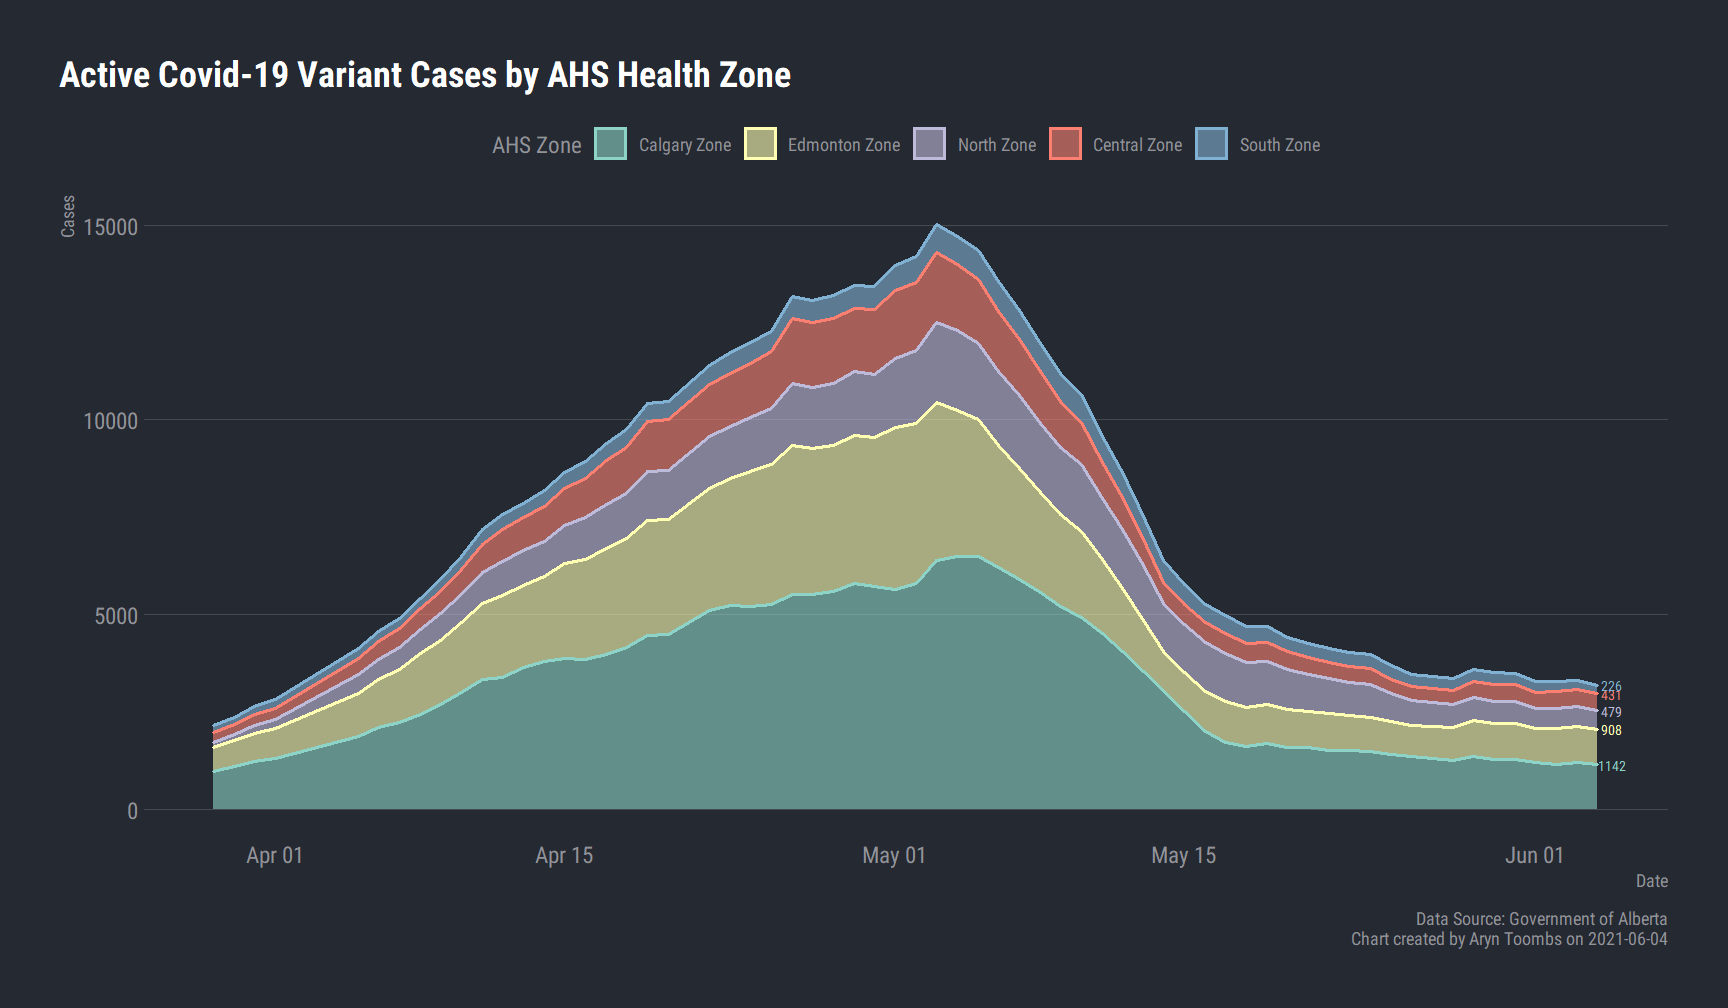 Active Covid-19 Variant Cases by AHS Health Zone
AHS Zone Calgary Zone Edmonton Zone North Zone Central Zone South Zone
Cases
15000
10000
5000
0
226
431
479
908
1142
Apr 01 Apr 15 May 01 May 15 Jun 01
Date
Data Source: Government of Alberta
Chart created by Aryn Toombs on 2021-06-04